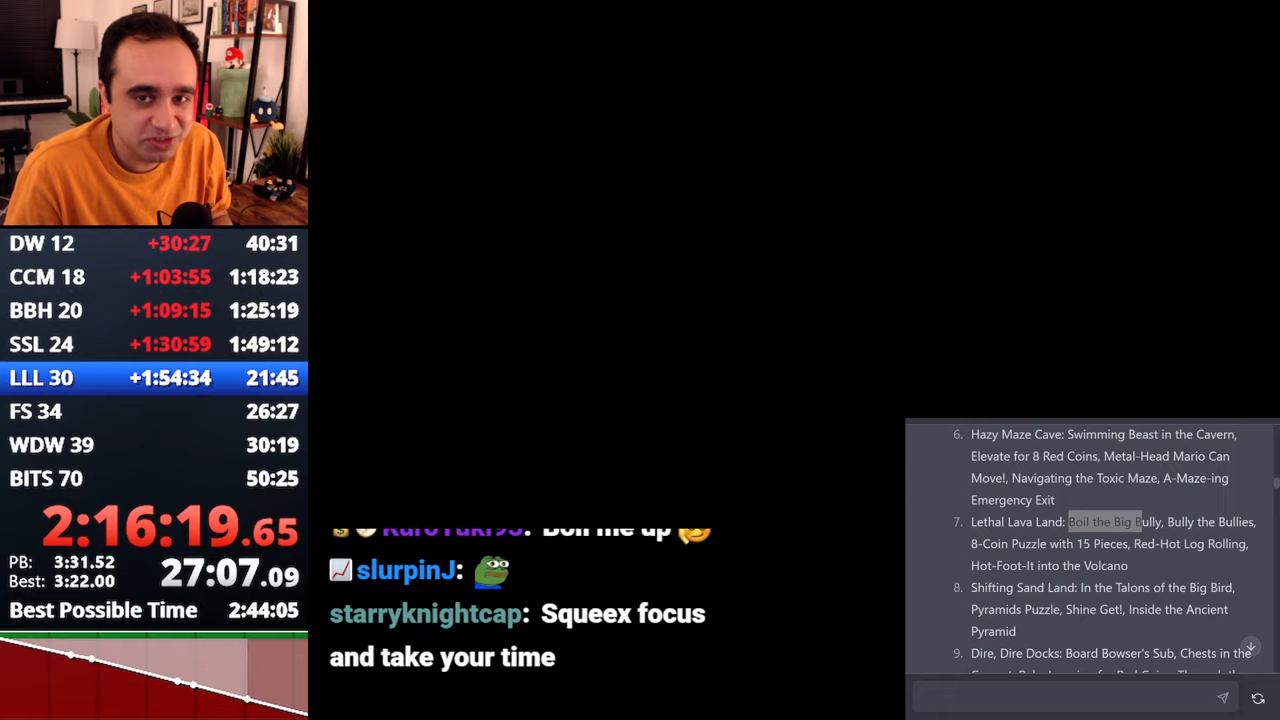 DW 12 +30:27 40:31
CCM 18 +1:03:55 1:18:23
BBH 20 +1:09:15 1:25:19
SSL 24 +1:30:59 1:49:12
LLL 30 +1:54:34 21:45
FS 34 26:27
WDW 39 30:19
BITS 70 50:25
2:16:19.65
PB: 3:31.52
Best: 3:22.00
27:07.09
Best Possible Time 2:44:05
: Boil me up
slurpinJ:
starryknightcap: Squeex focus
and take your time
6. Hazy Maze Cave: Swimming Beast in the Cavern,
Elevate for 8 Red Coins, Metal-Head Mario Can
Move!, Navigating the Toxic Maze, A-Maze-ing
Emergency Exit
7. Lethal Lava Land: Boil the Big Bully, Bully the Bullies,
8-Coin Puzzle with 15 Pieces, Red-Hot Log Rolling,
Hot-Foot-It into the Volcano
8. Shifting Sand Land: In the Talons of the Big Bird,
Pyramids Puzzle, Shine Get!, Inside the Ancient
Pyramid
9. Dire, Dire Docks: Board Bowser's Sub, Chests in the